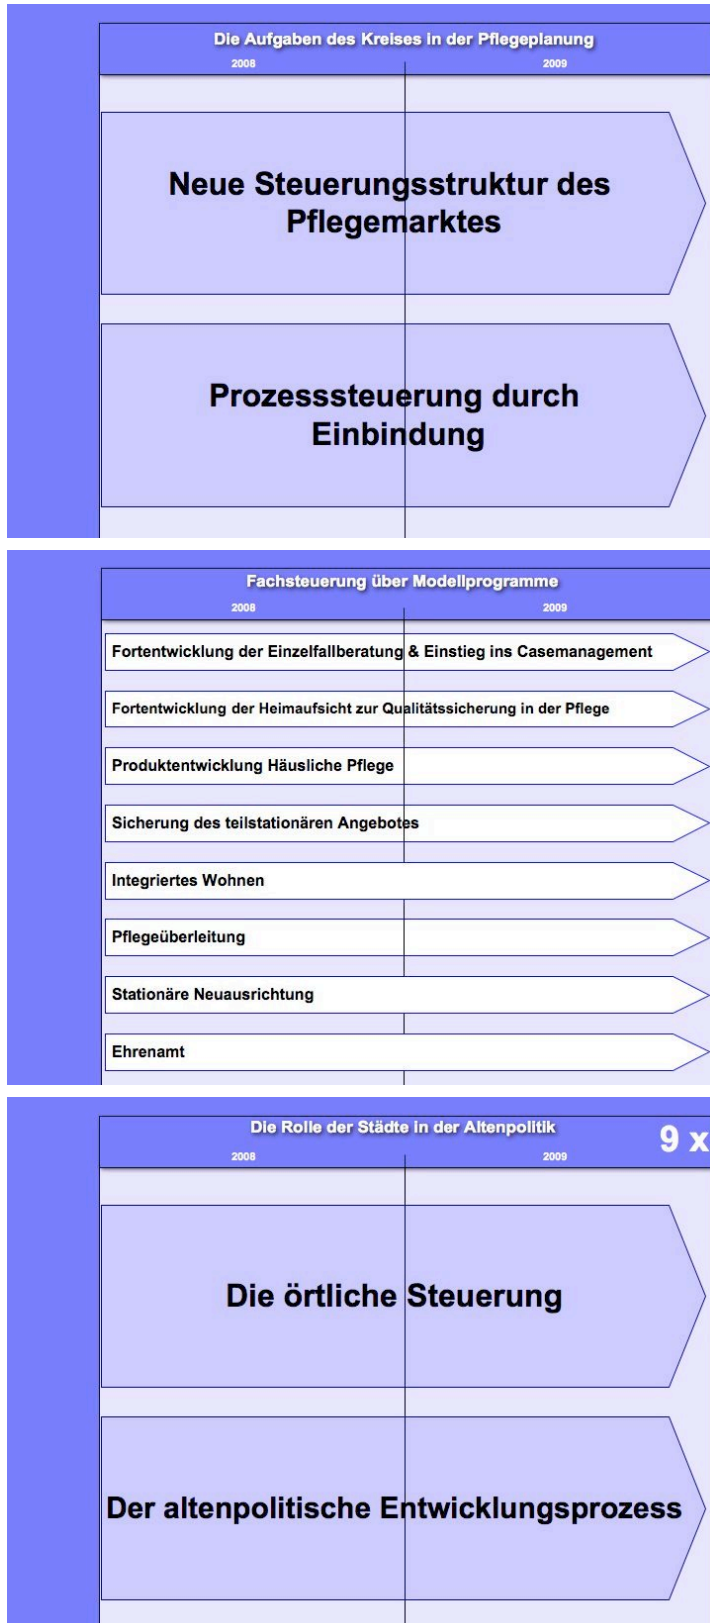 Die Aufgaben des Kreises in der Pflegeplanung
2008 2009
Neue Steuerungsstruktur des
Pflegemarktes
Prozesssteuerung durch
Einbindung
Fachsteuerung über Modellprogramme
2008 2009
Fortentwicklung der Einzelfallberatung & Einstieg ins Casemanagement
Fortentwicklung der Heimaufsicht zur Qualitätssicherung in der Pflege
Produktentwicklung Häusliche Pflege
Sicherung des teilstationären Angebotes
Integriertes Wohnen
Pflegeüberleitung
Stationäre Neuausrichtung
Ehrenamt
Die Rolle der Städte in der Altenpolitik
9 x
2008 2009
Die örtliche Steuerung
Der altenpolitische Entwicklungsprozess